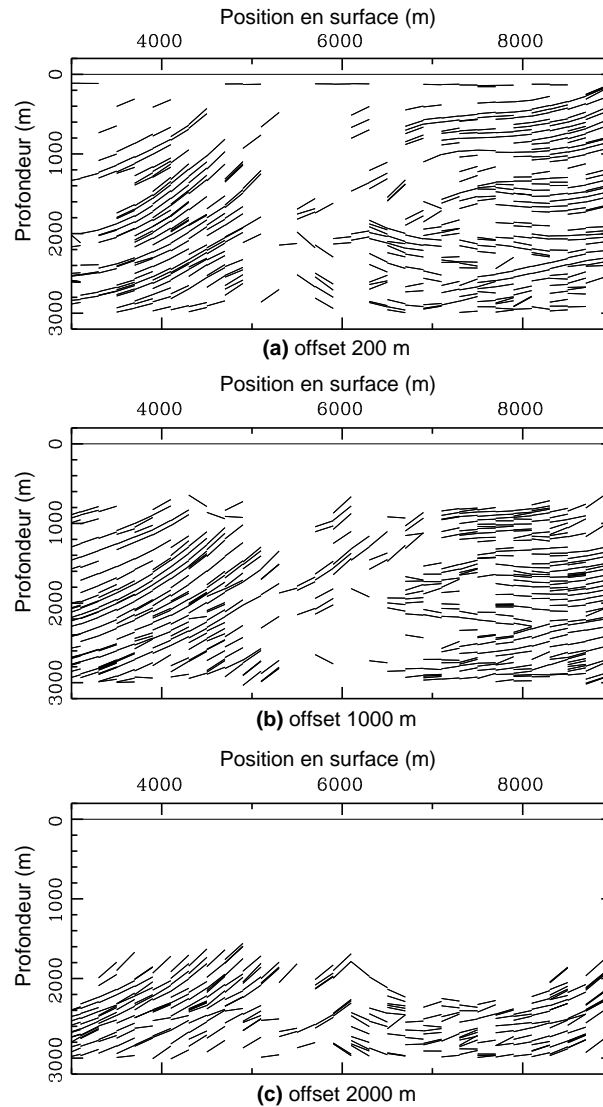 Position en surface (m)
4000 6000 8000
Profondeur (m)
0
1000
2000
3000
(a) offset 200 m
Position en surface (m)
4000 6000 8000
Profondeur (m)
0
1000
2000
3000
(b) offset 1000 m
Position en surface (m)
4000 6000 8000
Profondeur (m)
0
1000
2000
3000
(c) offset 2000 m